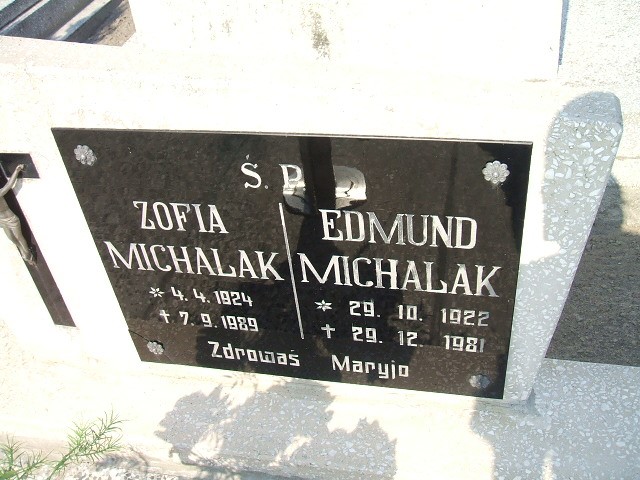 Ś. P.
ZOFIA
MICHALAK
* 4. 4. 1924
✝ 7. 9. 1989
EDMUND
MICHALAK
* 29. 10. 1922
✝ 29. 12. 1981
Zdrowaś Maryjo